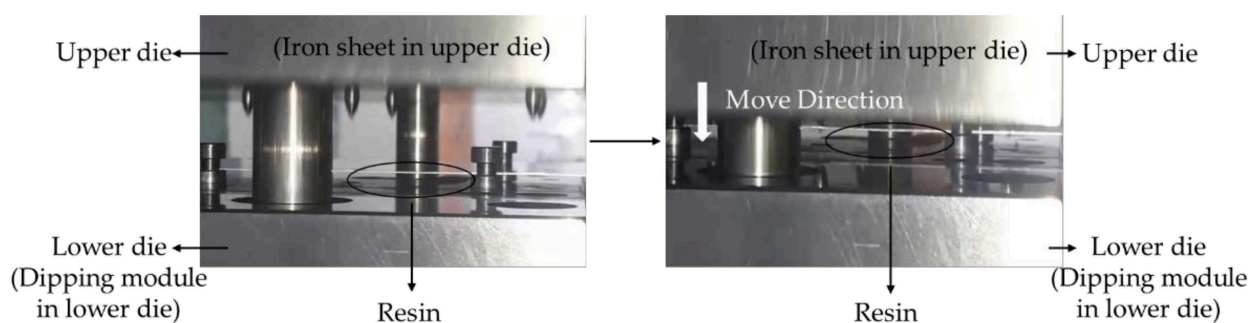 Upper die
(Iron sheet in upper die)
Lower die
(Dipping module
in lower die)
Resin
(Iron sheet in upper die)
Upper die
Move Direction
Lower die
(Dipping module
in lower die)
Resin